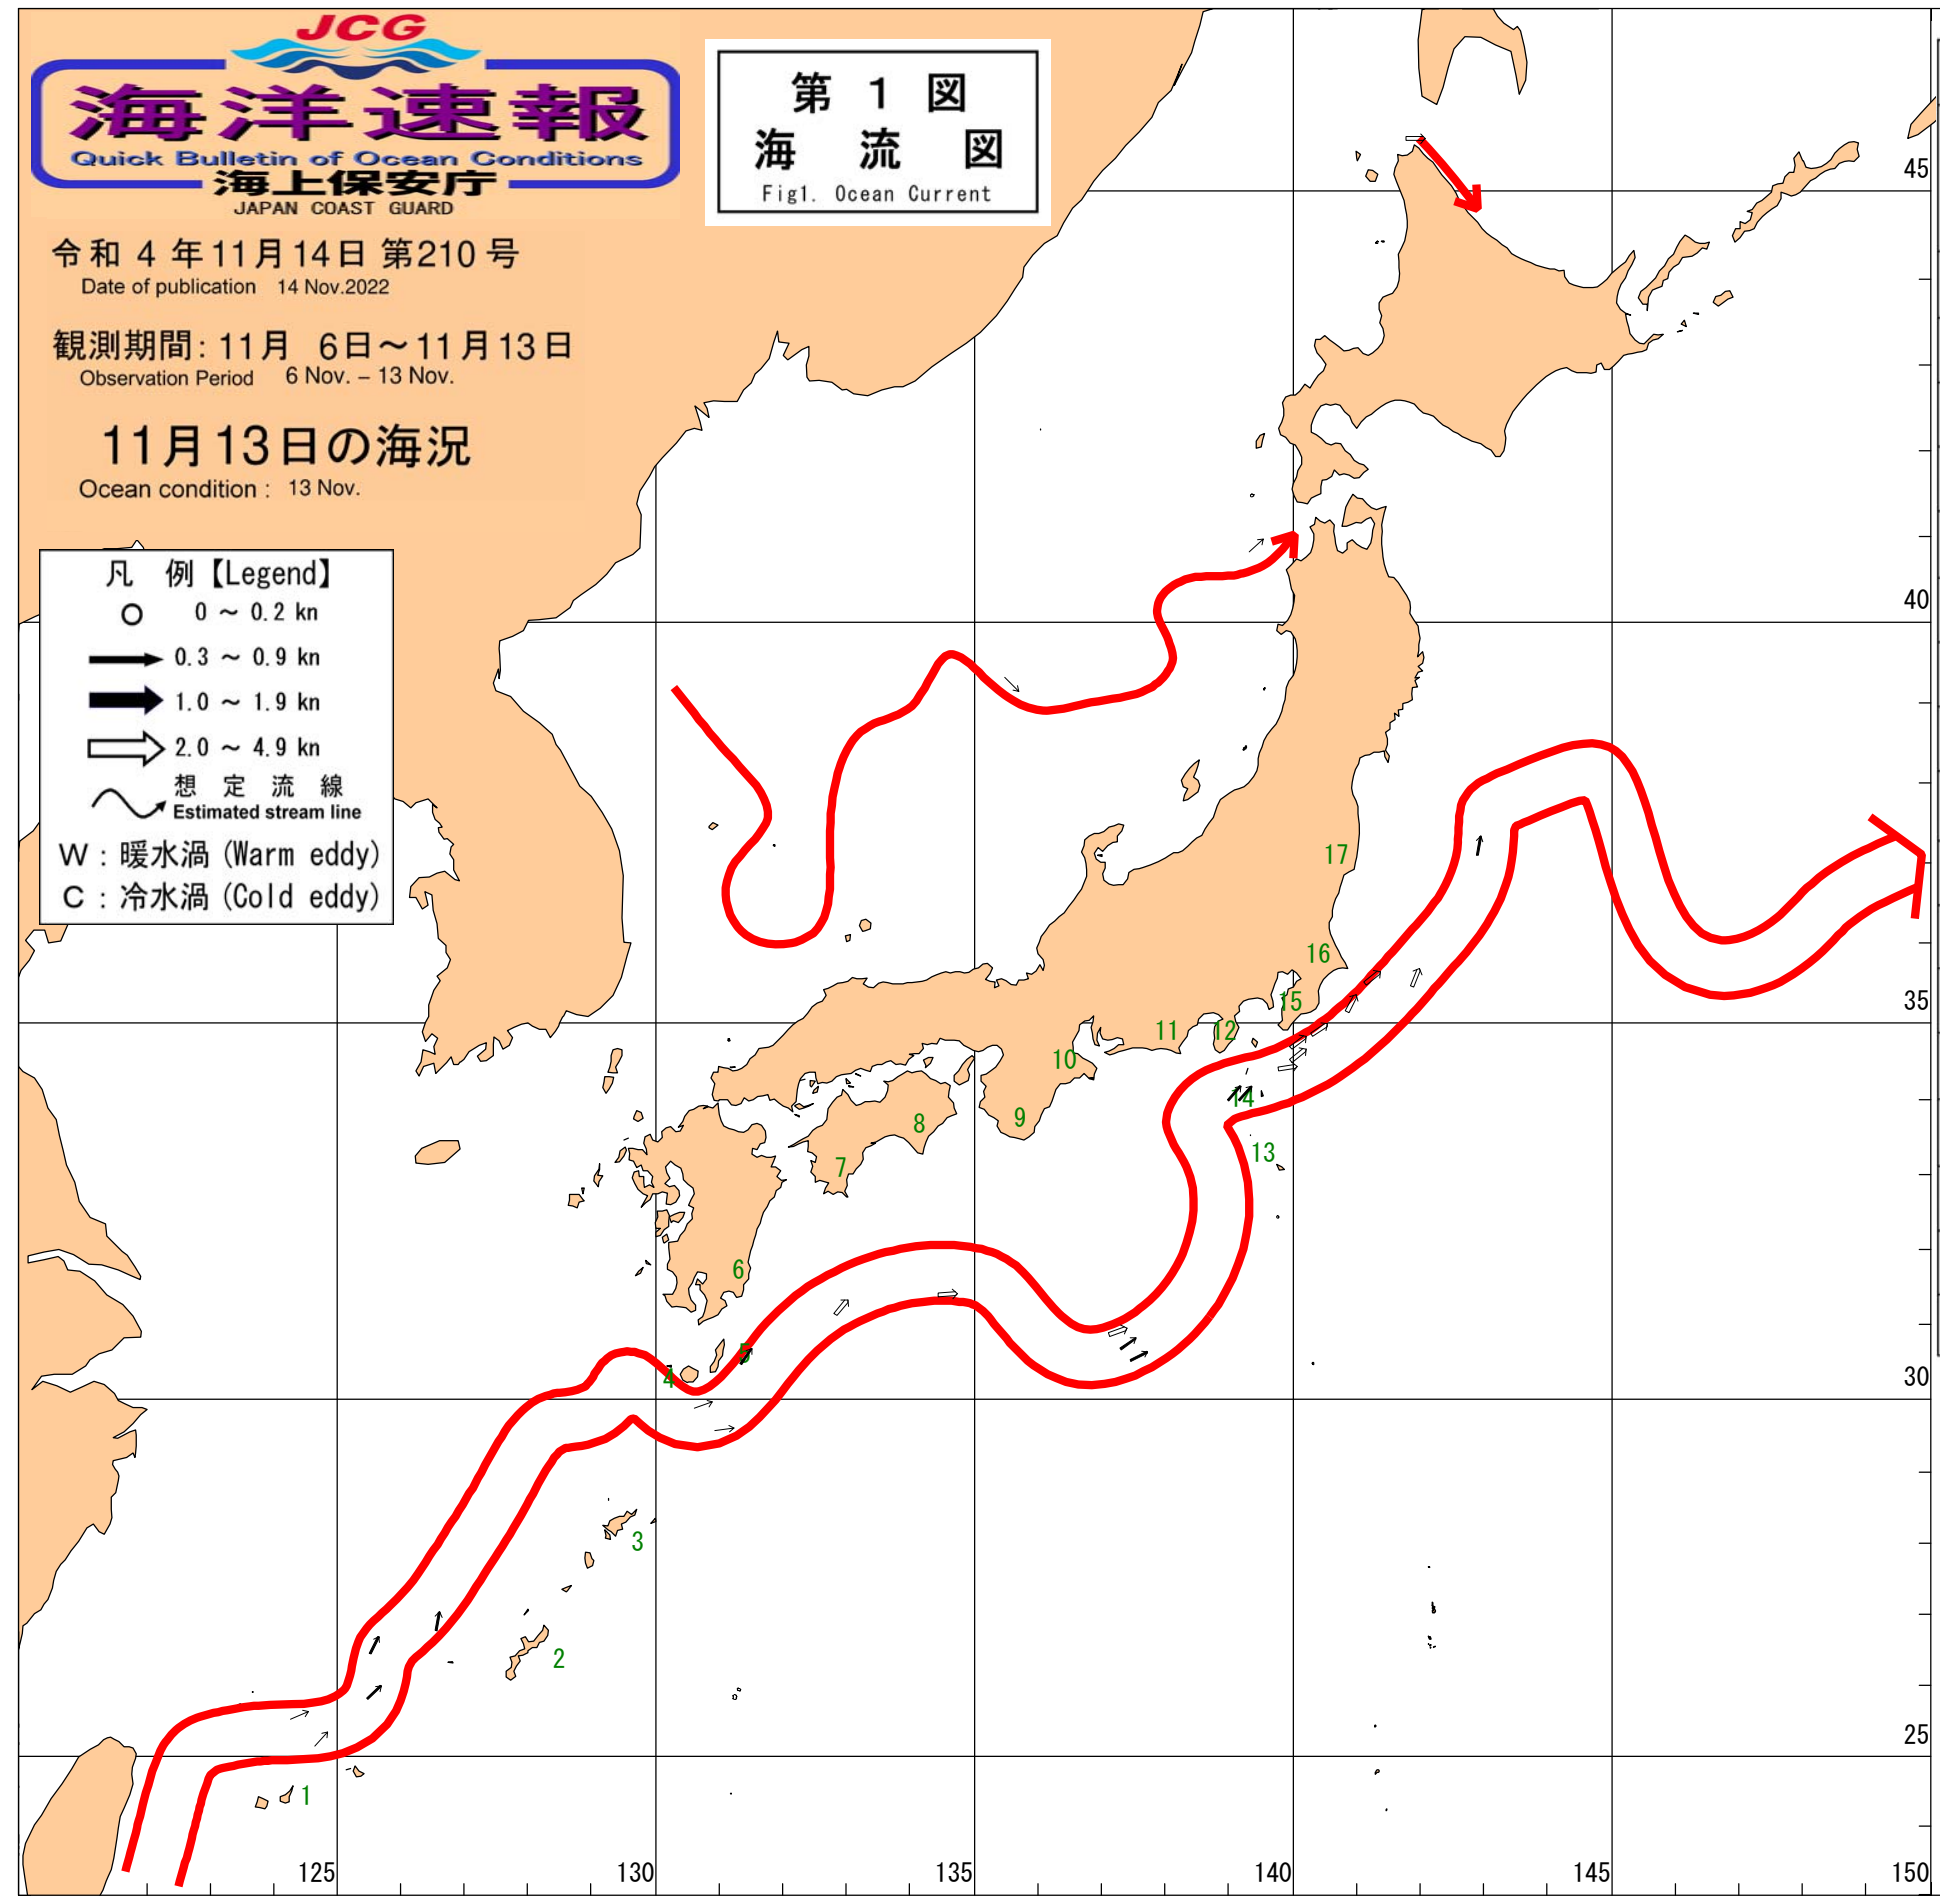 JCG
海洋速報
Quick Bulletin of Ocean Conditions
海上保安庁
JAPAN COAST GUARD
第 1 図
海 流 図
Fig1. Ocean Current
令和 4 年11月14日 第210号
Date of publication 14 Nov.2022
観測期間: 11月 6日～11月13日
Observation Period 6 Nov. – 13 Nov.
11月13日の海況
Ocean condition : 13 Nov.
凡 例【Legend】
0 ～ 0.2 kn
0.3 ～ 0.9 kn
1.0 ～ 1.9 kn
2.0 ～ 4.9 kn
想 定 流 線
Estimated stream line
W : 暖水渦 (Warm eddy)
C : 冷水渦 (Cold eddy)
45
40
17
16
35
15
12
11
10
14
9
8
13
7
6
5
4
30
3
2
25
1
125
130
135
140
145
150